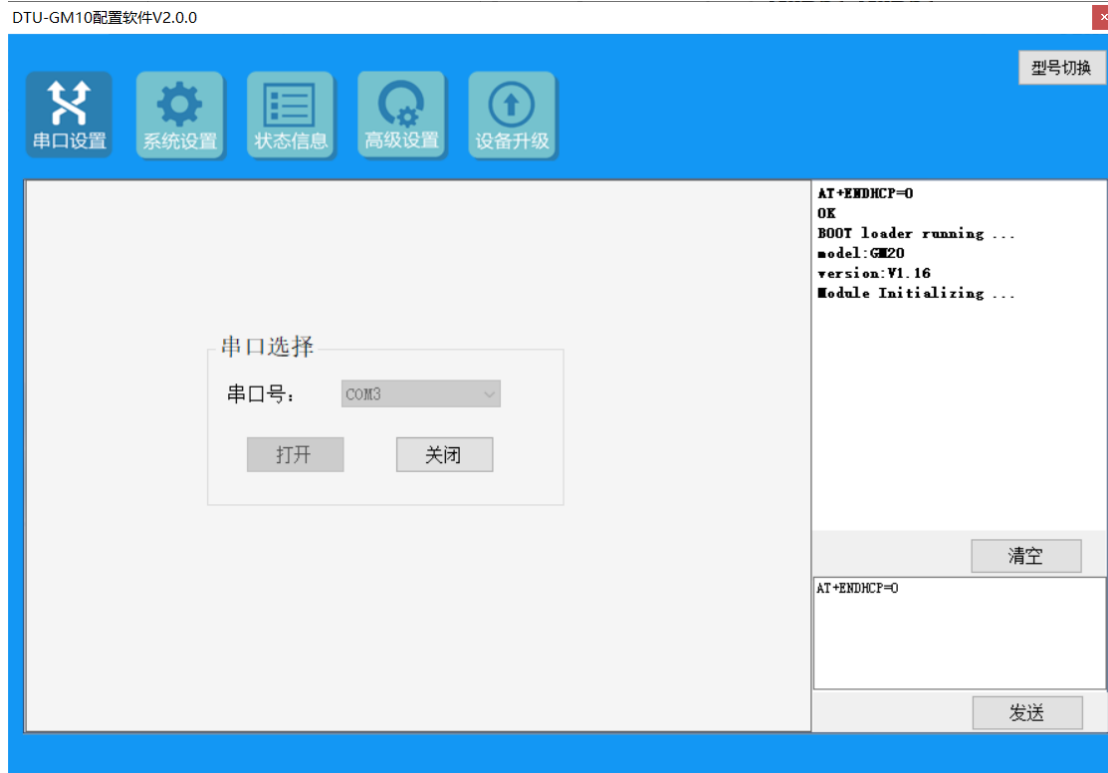 DTU-GM10配置软件V2.0.0
型号切换
串口设置
系统设置
状态信息
高级设置
设备升级
AT+ENDHCP=0
OK
BOOT loader running ...
model:GM20
version:V1.16
Module Initializing ...
串口选择
串口号：
COM3
打开
关闭
清空
AT+ENDHCP=0
发送